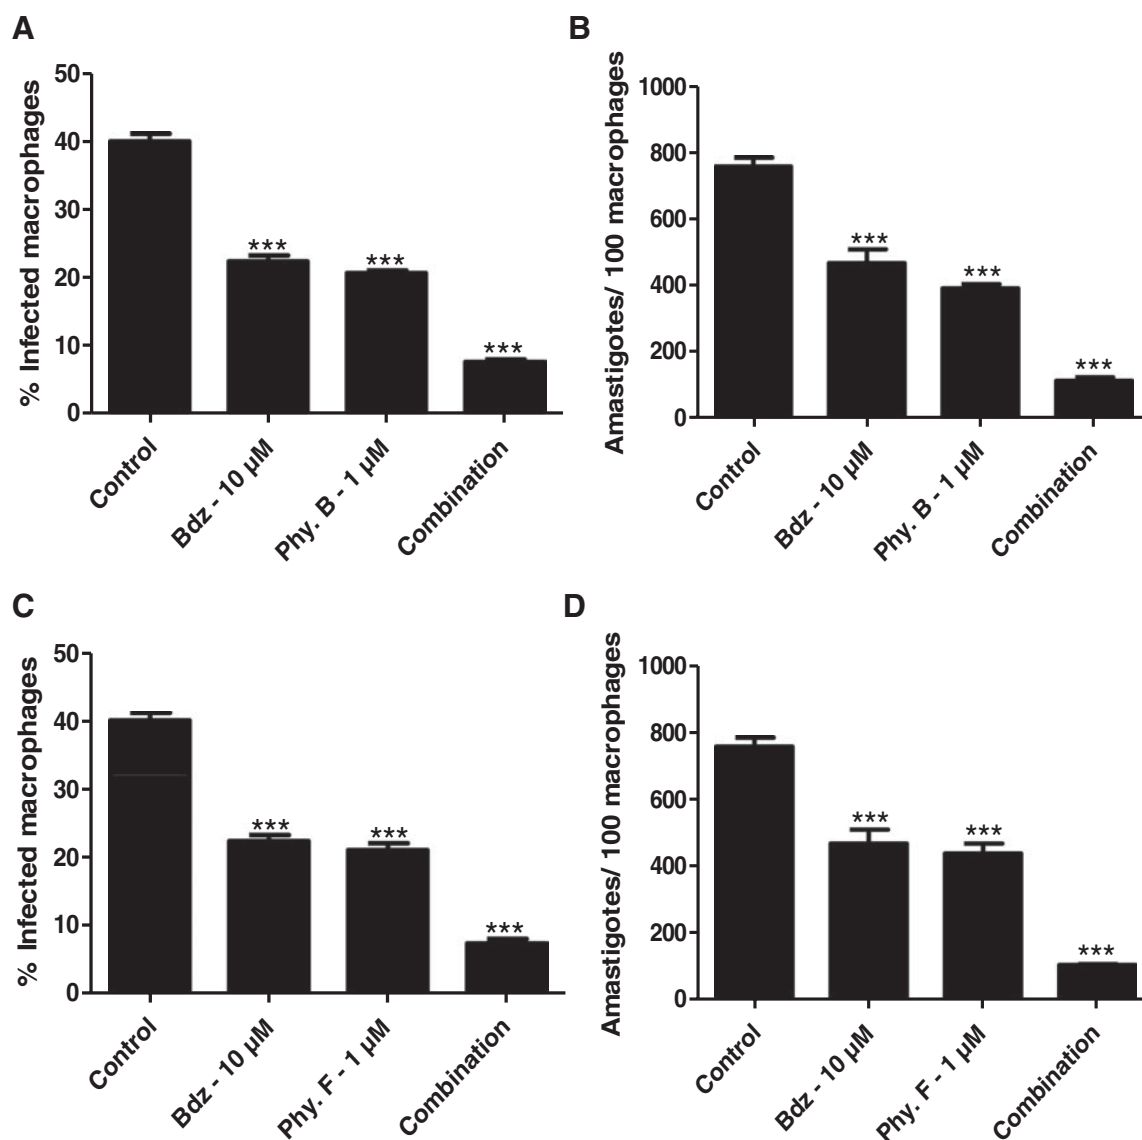 A
% Infected macrophages
50
40
30
20
10
0
***
***
***
Control
Bdz - 10 µM
Phy. B - 1 µM
Combination
B
Amastigotes/ 100 macrophages
1000
800
600
400
200
0
***
***
***
Control
Bdz - 10 µM
Phy. B - 1 µM
Combination
C
% Infected macrophages
50
40
30
20
10
0
***
***
***
Control
Bdz - 10 µM
Phy. F - 1 µM
Combination
D
Amastigotes/ 100 macrophages
1000
800
600
400
200
0
***
***
***
Control
Bdz - 10 µM
Phy. F - 1 µM
Combination